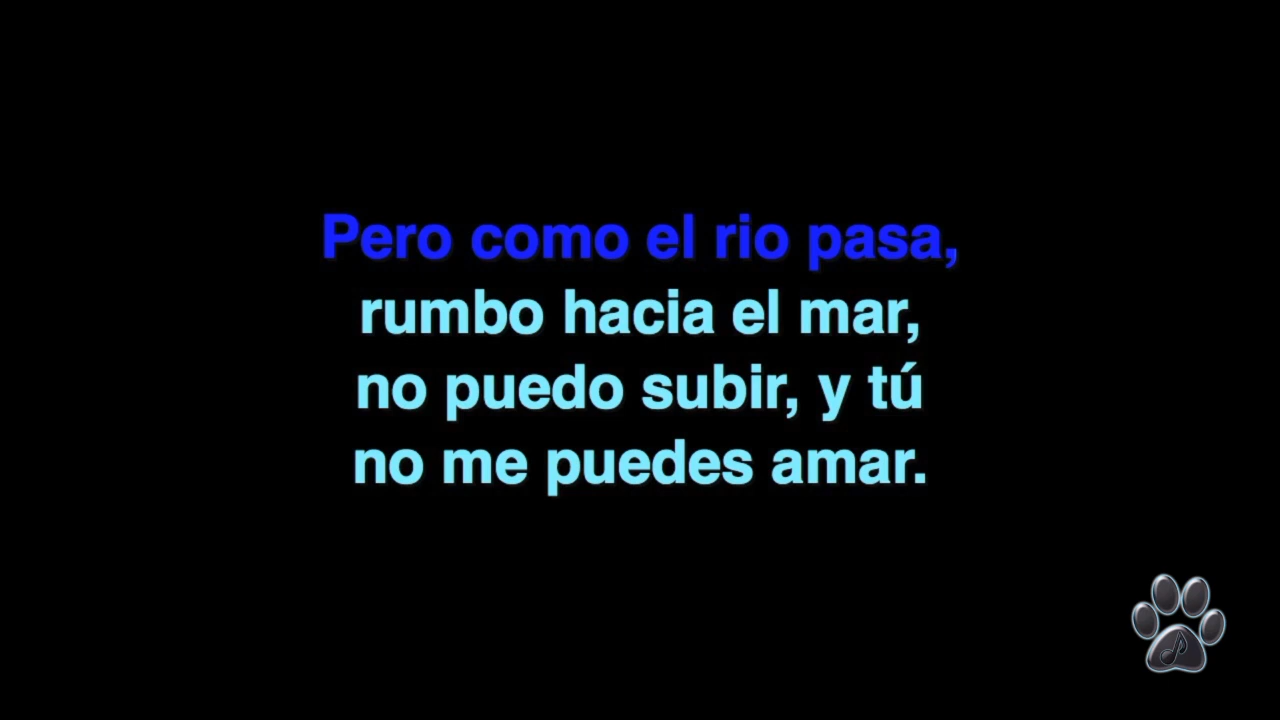 Pero como el rio pasa,
rumbo hacia el mar,
no puedo subir, y tú
no me puedes amar.